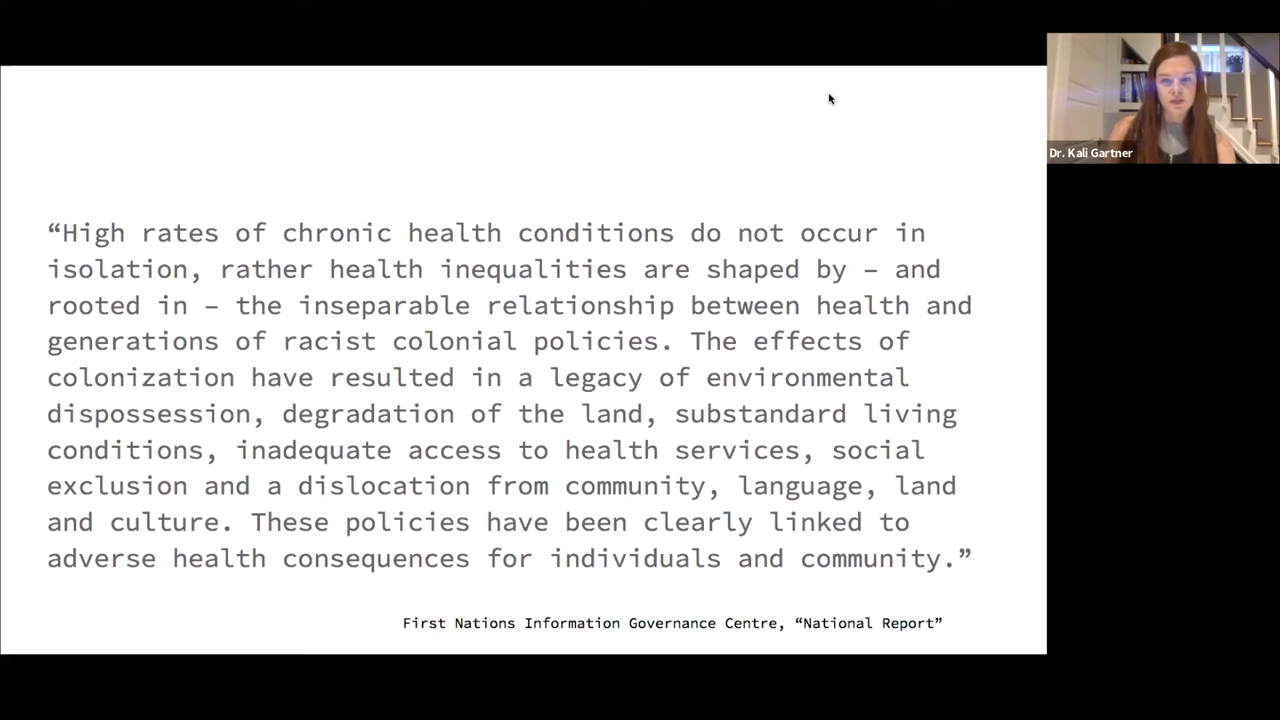 “High rates of chronic health conditions do not occur in
isolation, rather health inequalities are shaped by – and
rooted in – the inseparable relationship between health and
generations of racist colonial policies. The effects of
colonization have resulted in a legacy of environmental
dispossession, degradation of the land, substandard living
conditions, inadequate access to health services, social
exclusion and a dislocation from community, language, land
and culture. These policies have been clearly linked to
adverse health consequences for individuals and community.”
First Nations Information Governance Centre, “National Report”
Dr. Kali Gartner